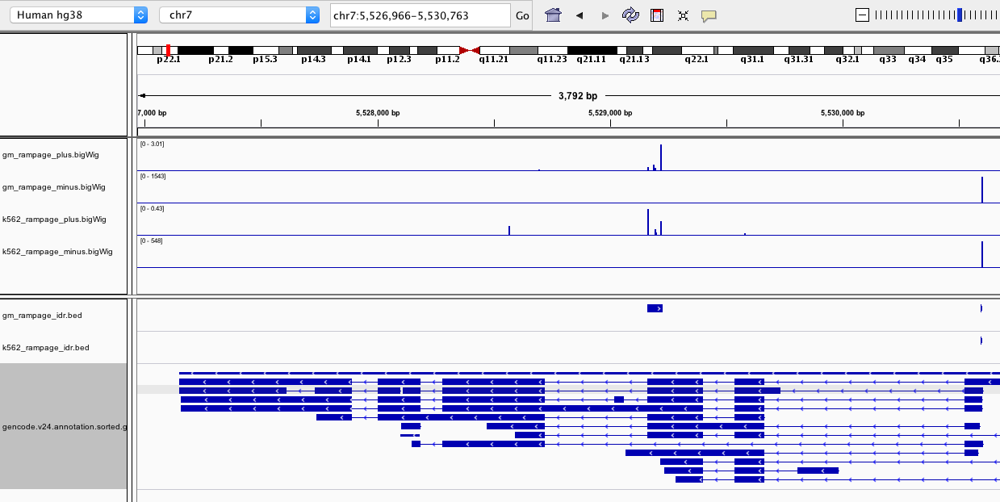 Human hg38 chr7 chr7:5,526,966-5,530,763 Go
p22.1 p21.2 p15.3 p14.3 p14.1 p12.3 p11.2 q11.21 q11.23 q21.11 q21.13 q22.1 q31.1 q31.31 q32.1 q33 q34 q35 q36.
3,792 bp
7,000 bp 5,528,000 bp 5,529,000 bp 5,530,000 bp
[0 - 3.01]
gm_rampage_plus.bigWig
[0 - 1543]
gm_rampage_minus.bigWig
[0 - 0.43]
k562_rampage_plus.bigWig
[0 - 548]
k562_rampage_minus.bigWig
gm_rampage_idr.bed
k562_rampage_idr.bed
gencode.v24.annotation.sorted.g